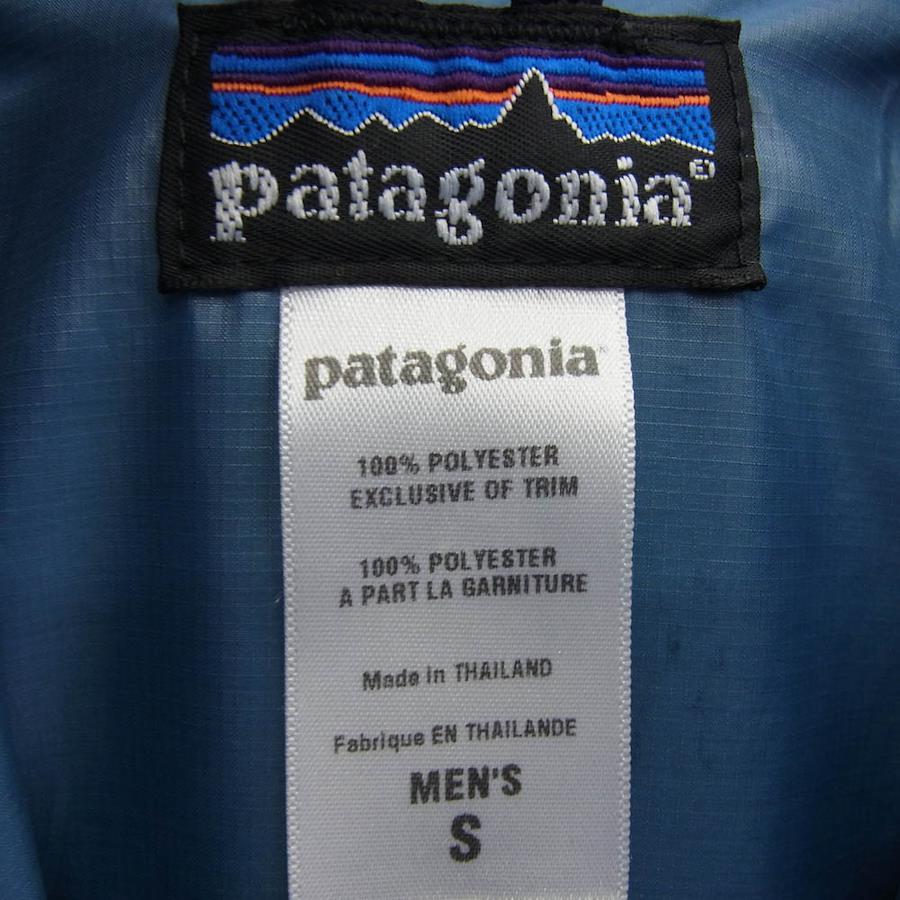 patagonia®
patagonia®
100% POLYESTER
EXCLUSIVE OF TRIM
100% POLYESTER
A PART LA GARNITURE
Made in THAILAND
Fabrique EN THAILANDE
MEN'S
S